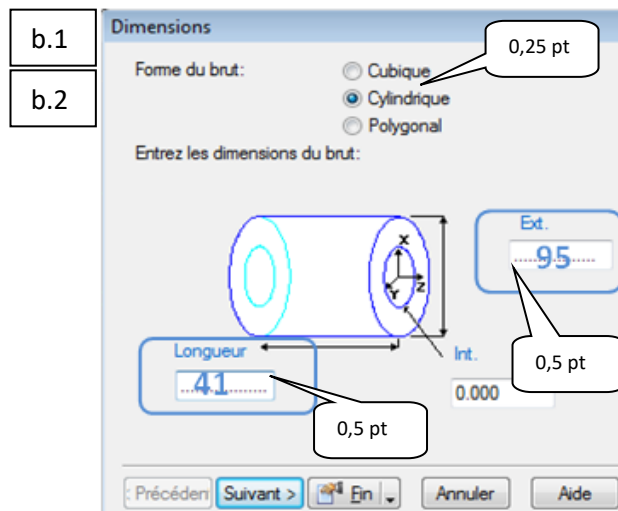 b.1
b.2
Dimensions
Forme du brut:
Cubique
0,25 pt
Cylindrique
Polygonal
Entrez les dimensions du brut:
X
Y
Z
Ext.
95
Longueur
41
Int.
0.000
0,5 pt
0,5 pt
: Précéden
Suivant >
Fin
Annuler
Aide